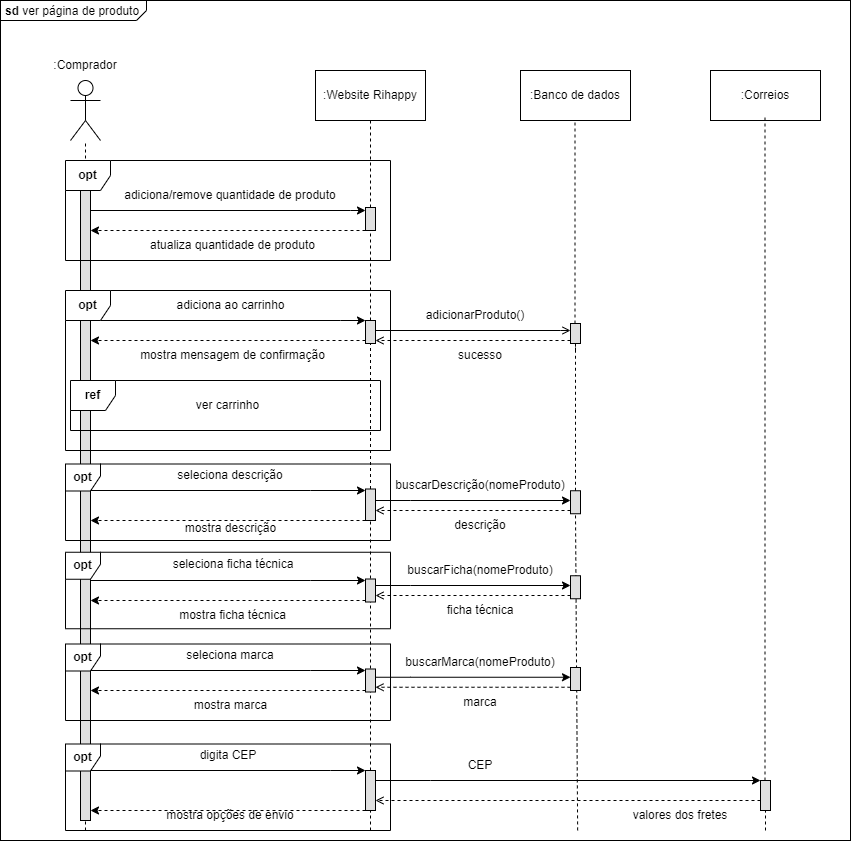 sd ver página de produto
:Comprador
:Website Rihappy
:Banco de dados
:Correios
opt
adiciona/remove quantidade de produto
atualiza quantidade de produto
opt
adiciona ao carrinho
adicionarProduto()
mostra mensagem de confirmação
sucesso
ref
ver carrinho
opt
seleciona descrição
buscarDescrição(nomeProduto)
mostra descrição
descrição
opt
seleciona ficha técnica
buscarFicha(nomeProduto)
mostra ficha técnica
ficha técnica
opt
seleciona marca
buscarMarca(nomeProduto)
mostra marca
marca
opt
digita CEP
CEP
mostra opções de envio
valores dos fretes